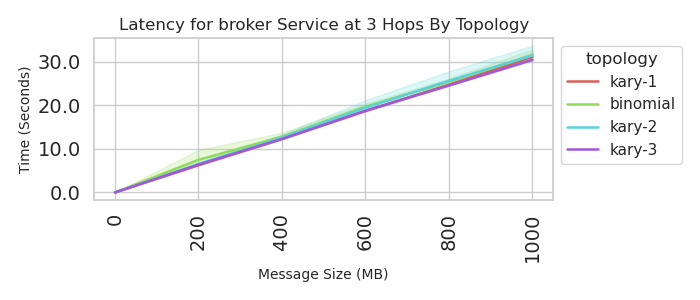 Latency for broker Service at 3 Hops By Topology
Time (Seconds)
30.0
20.0
10.0
0.0
0
200
400
600
800
1000
Message Size (MB)
topology
kary-1
binomial
kary-2
kary-3